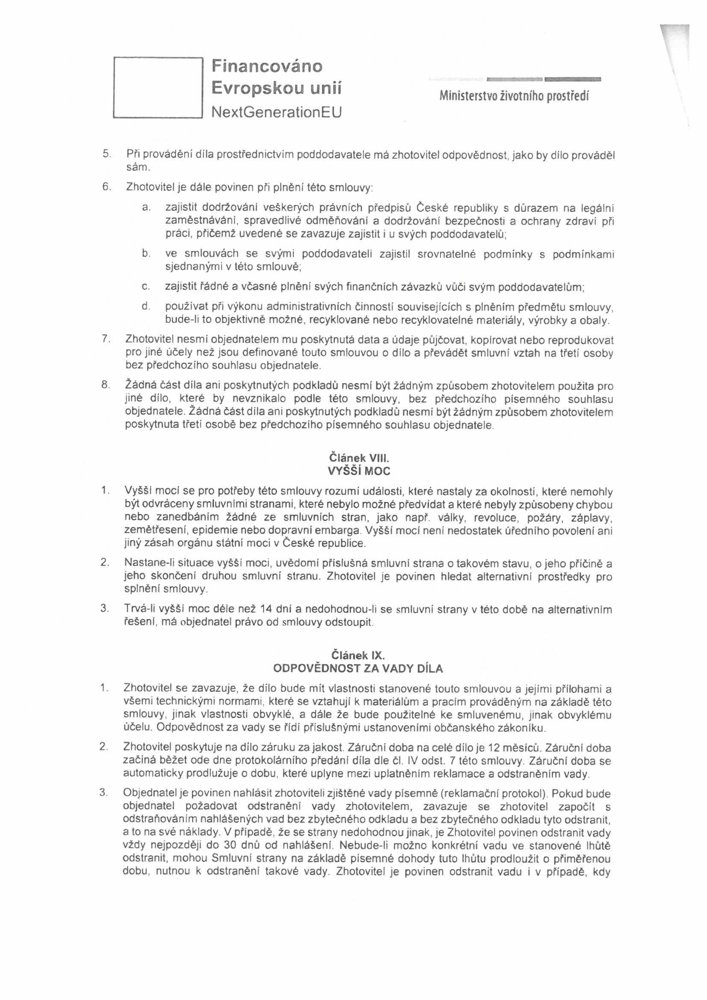 Financováno
Evropskou unií
NextGenerationEU
Ministerstvo životního prostředí
5. Při provádění díla prostřednictvím poddodavatele má zhotovitel odpovědnost, jako by dílo prováděl
sám.
6. Zhotovitel je dále povinen při plnění této smlouvy:
a. zajistit dodržování veškerých právních předpisů České republiky s důrazem na legální
zaměstnávání, spravedlivé odměňování a dodržování bezpečnosti a ochrany zdraví při
práci, přičemž uvedené se zavazuje zajistit i u svých poddodavatelů;
b. ve smlouvách se svými poddodavateli zajistil srovnatelné podmínky s podmínkami
sjednanými v této smlouvě;
c. zajistit řádné a včasné plnění svých finančních závazků vůči svým poddodavatelům;
d. používat při výkonu administrativních činností souvisejících s plněním předmětu smlouvy,
bude-li to objektivně možné, recyklované nebo recyklovatelné materiály, výrobky a obaly.
7. Zhotovitel nesmí objednatelem mu poskytnutá data a údaje půjčovat, kopírovat nebo reprodukovat
pro jiné účely než jsou definované touto smlouvou o dílo a převádět smluvní vztah na třetí osoby
bez předchozího souhlasu objednatele.
8. Žádná část díla ani poskytnutých podkladů nesmí být žádným způsobem zhotovitelem použita pro
jiné dílo, které by nevznikalo podle této smlouvy, bez předchozího písemného souhlasu
objednatele. Žádná část díla ani poskytnutých podkladů nesmí být žádným způsobem zhotovitelem
poskytnuta třetí osobě bez předchozího písemného souhlasu objednatele.
Článek VIII.
VYŠŠÍ MOC
1. Vyšší mocí se pro potřeby této smlouvy rozumí události, které nastaly za okolností, které nemohly
být odvráceny smluvními stranami, které nebylo možné předvídat a které nebyly způsobeny chybou
nebo zanedbáním žádné ze smluvních stran, jako např. války, revoluce, požáry, záplavy,
zemětřesení, epidemie nebo dopravní embarga. Vyšší mocí není nedostatek úředního povolení ani
jiný zásah orgánu státní moci v České republice.
2. Nastane-li situace vyšší moci, uvědomí příslušná smluvní strana o takovém stavu, o jeho příčině a
jeho skončení druhou smluvní stranu. Zhotovitel je povinen hledat alternativní prostředky pro
splnění smlouvy.
3. Trvá-li vyšší moc déle než 14 dní a nedohodnou-li se smluvní strany v této době na alternativním
řešení, má objednatel právo od smlouvy odstoupit.
Článek IX.
ODPOVĚDNOST ZA VADY DÍLA
1. Zhotovitel se zavazuje, že dílo bude mít vlastnosti stanovené touto smlouvou a jejími přílohami a
všemi technickými normami, které se vztahují k materiálům a pracím prováděným na základě této
smlouvy, jinak vlastnosti obvyklé, a dále že bude použitelné ke smluvenému, jinak obvyklému
účelu. Odpovědnost za vady se řídí příslušnými ustanoveními občanského zákoníku.
2. Zhotovitel poskytuje na dílo záruku za jakost. Záruční doba na celé dílo je 12 měsíců. Záruční doba
začíná běžet ode dne protokolárního předání díla dle čl. IV odst. 7 této smlouvy. Záruční doba se
automaticky prodlužuje o dobu, které uplyne mezi uplatněním reklamace a odstraněním vady.
3. Objednatel je povinen nahlásit zhotoviteli zjištěné vady písemně (reklamační protokol). Pokud bude
objednatel požadovat odstranění vady zhotovitelem, zavazuje se zhotovitel započít s
odstraňováním nahlášených vad bez zbytečného odkladu a bez zbytečného odkladu tyto odstranit,
a to na své náklady. V případě, že se strany nedohodnou jinak, je Zhotovitel povinen odstranit vady
vždy nejpozději do 30 dnů od nahlášení. Nebude-li možno konkrétní vadu ve stanovené lhůtě
odstranit, mohou Smluvní strany na základě písemné dohody tuto lhůtu prodloužit o přiměřenou
dobu, nutnou k odstranění takové vady. Zhotovitel je povinen odstranit vadu i v případě, kdy